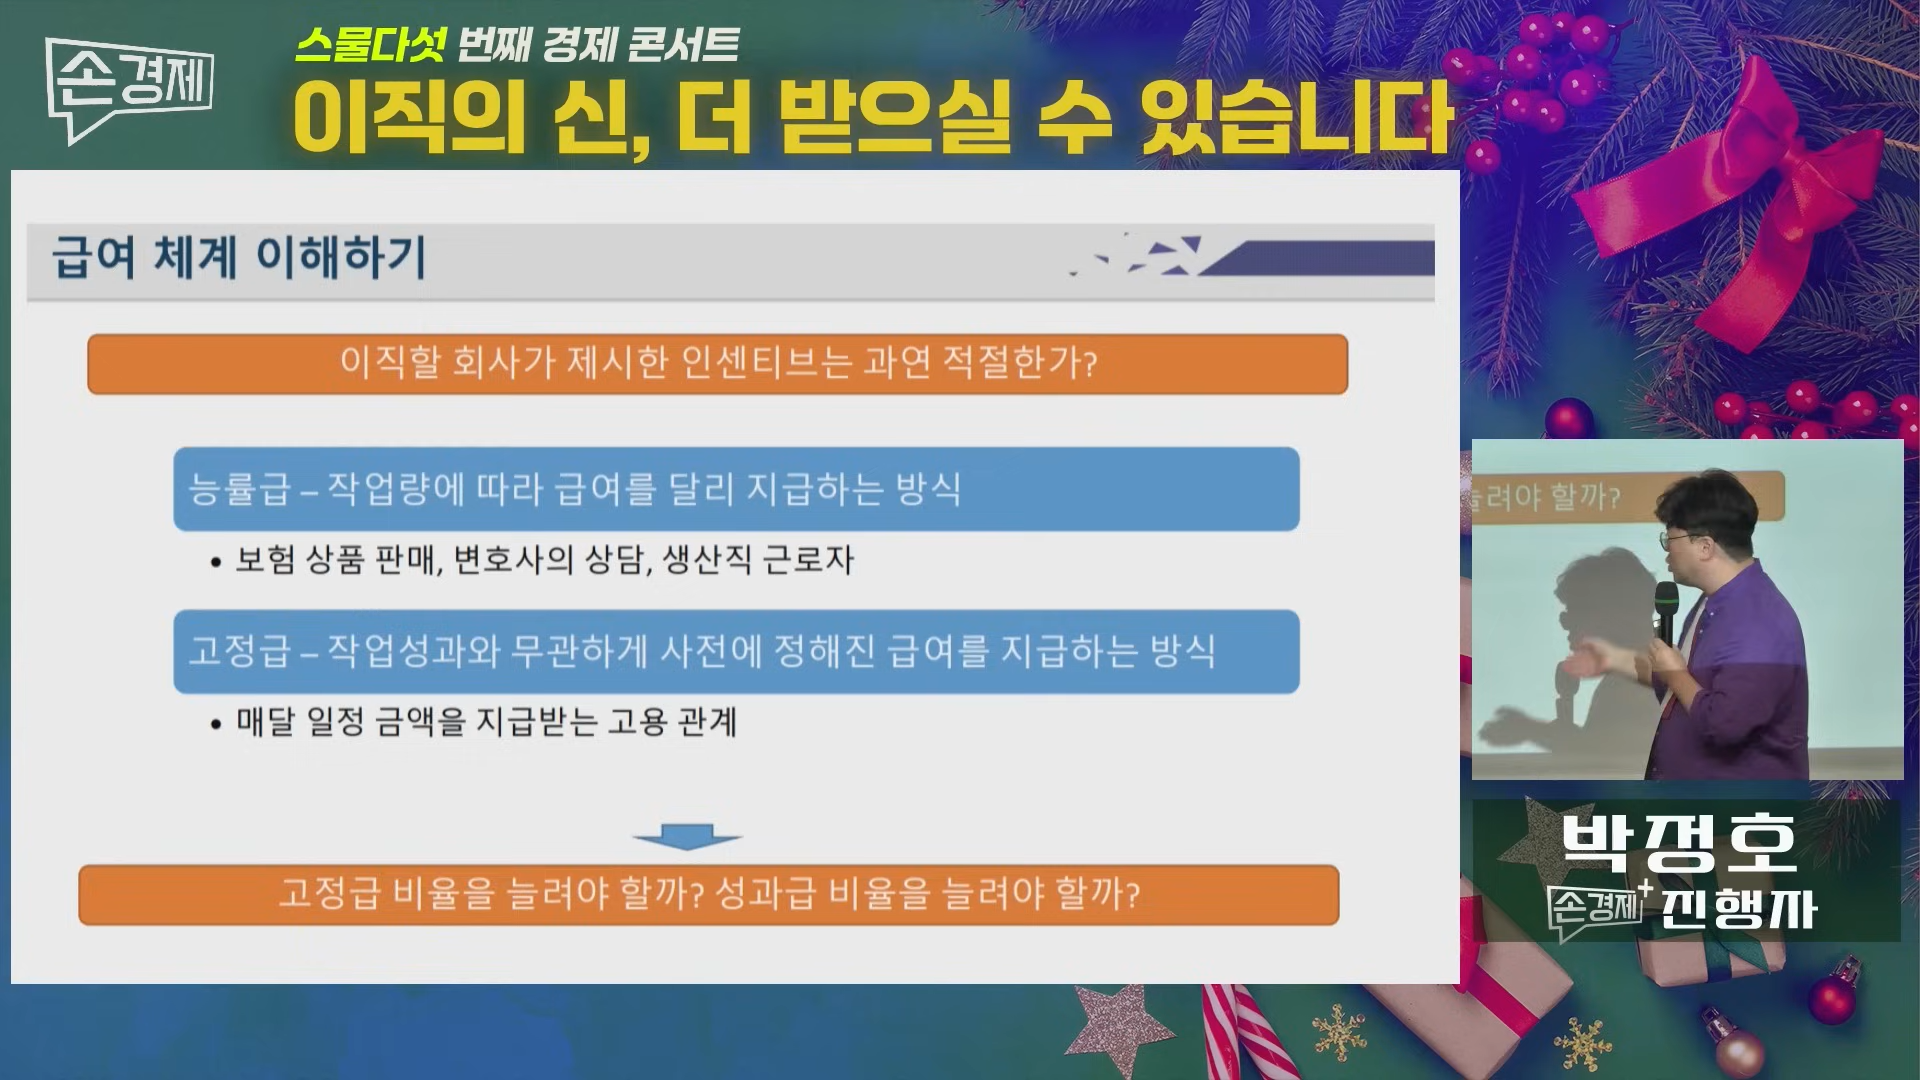 손경제
스물다섯 번째 경제 콘서트
이직의 신, 더 받으실 수 있습니다
급여 체계 이해하기
이직할 회사가 제시한 인센티브는 과연 적절한가?
능률급 – 작업량에 따라 급여를 달리 지급하는 방식
• 보험 상품 판매, 변호사의 상담, 생산직 근로자
고정급 – 작업성과와 무관하게 사전에 정해진 급여를 지급하는 방식
• 매달 일정 금액을 지급받는 고용 관계
고정급 비율을 늘려야 할까? 성과급 비율을 늘려야 할까?
늘려야 할까?
박정호
손경제+ 진행자